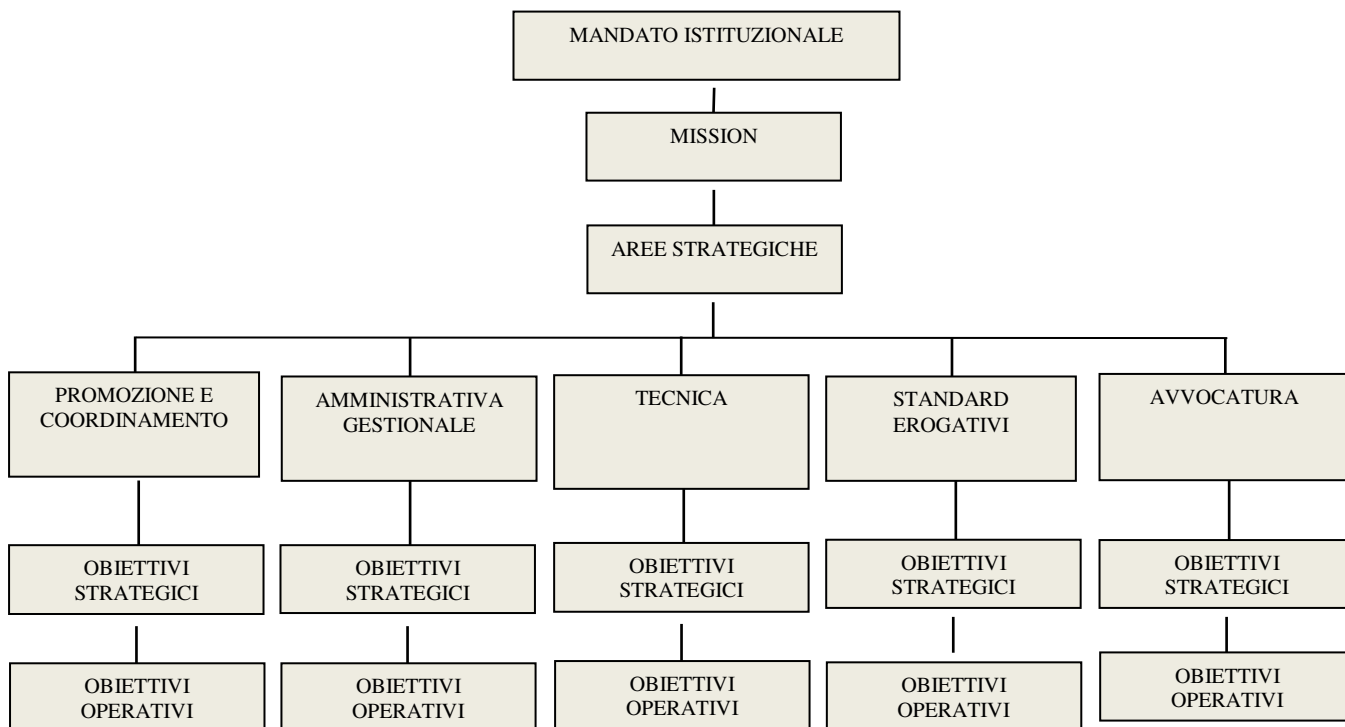 MANDATO ISTITUZIONALE
MISSION
AREE STRATEGICHE
PROMOZIONE E
COORDINAMENTO
AMMINISTRATIVA
GESTIONALE
TECNICA
STANDARD
EROGATIVI
AVVOCATURA
OBIETTIVI
STRATEGICI
OBIETTIVI
STRATEGICI
OBIETTIVI
STRATEGICI
OBIETTIVI
STRATEGICI
OBIETTIVI
STRATEGICI
OBIETTIVI
OPERATIVI
OBIETTIVI
OPERATIVI
OBIETTIVI
OPERATIVI
OBIETTIVI
OPERATIVI
OBIETTIVI
OPERATIVI